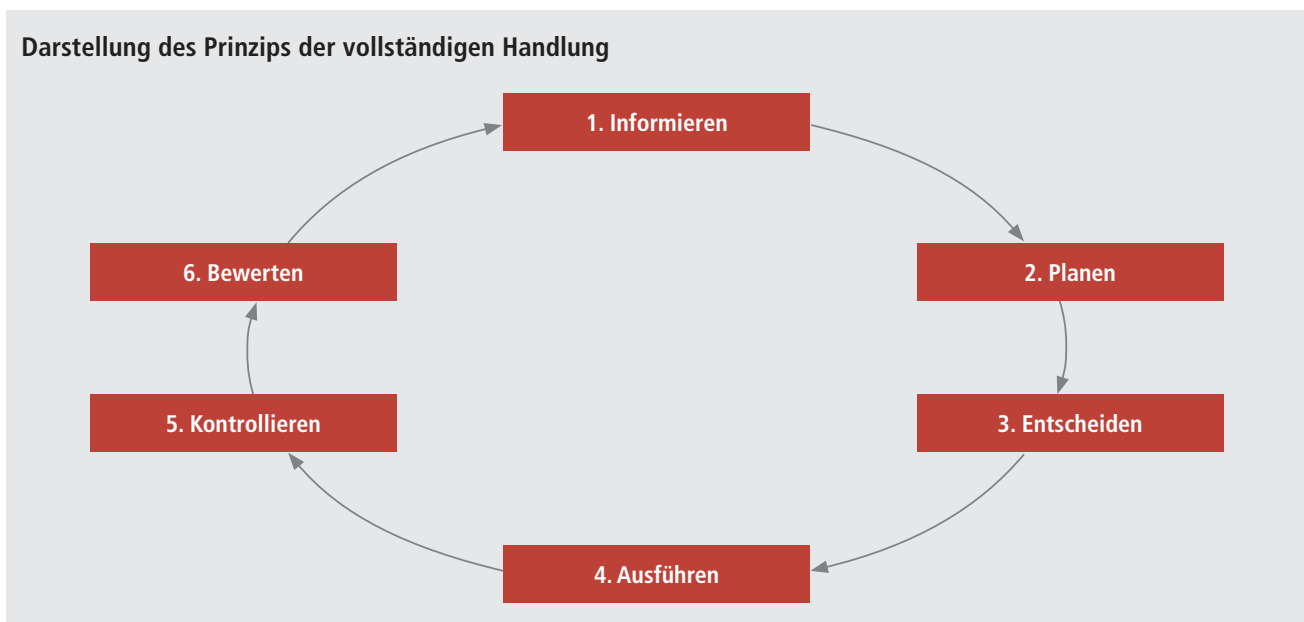 Darstellung des Prinzips der vollständigen Handlung
1. Informieren
2. Planen
3. Entscheiden
4. Ausführen
5. Kontrollieren
6. Bewerten